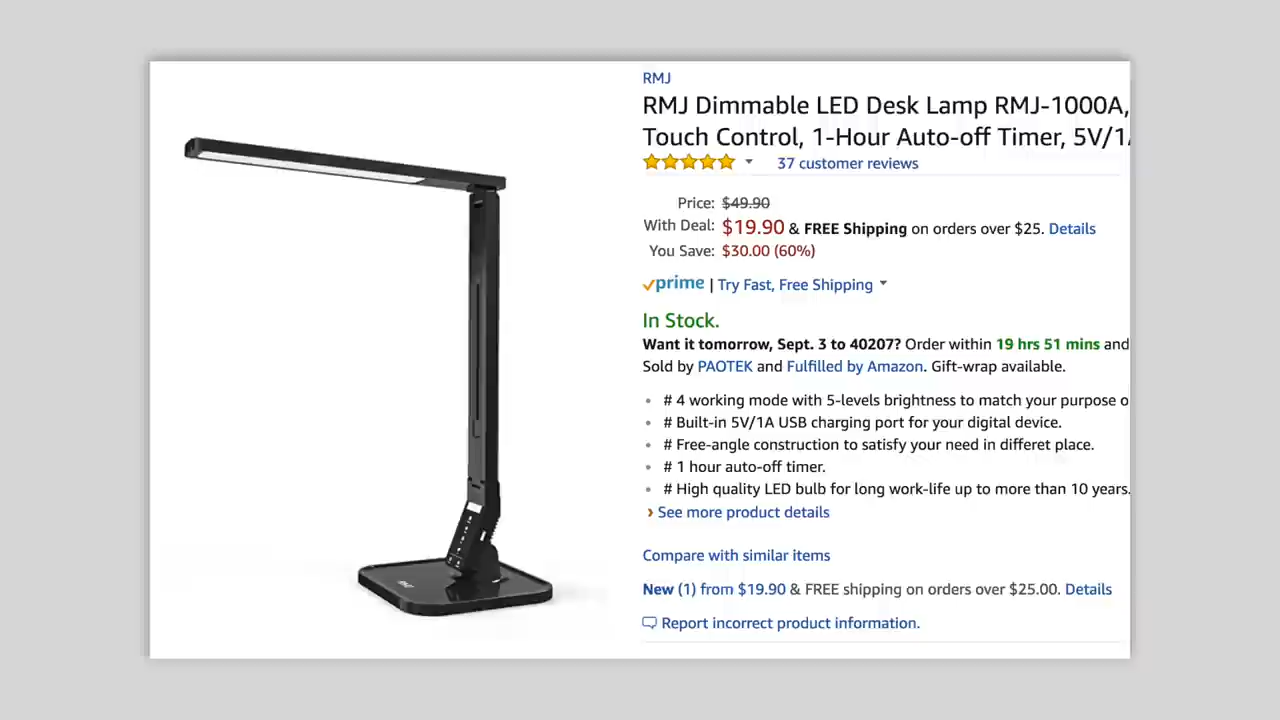 RMJ
RMJ Dimmable LED Desk Lamp RMJ-1000A,
Touch Control, 1-Hour Auto-off Timer, 5V/1
37 customer reviews
Price: $49.90
With Deal: $19.90 & FREE Shipping on orders over $25. Details
You Save: $30.00 (60%)
prime | Try Fast, Free Shipping
In Stock.
Want it tomorrow, Sept. 3 to 40207? Order within 19 hrs 51 mins and
Sold by PAOTEK and Fulfilled by Amazon. Gift-wrap available.
# 4 working mode with 5-levels brightness to match your purpose o
# Built-in 5V/1A USB charging port for your digital device.
# Free-angle construction to satisfy your need in differet place.
# 1 hour auto-off timer.
# High quality LED bulb for long work-life up to more than 10 years.
› See more product details
Compare with similar items
New (1) from $19.90 & FREE shipping on orders over $25.00. Details
Report incorrect product information.
RMJ